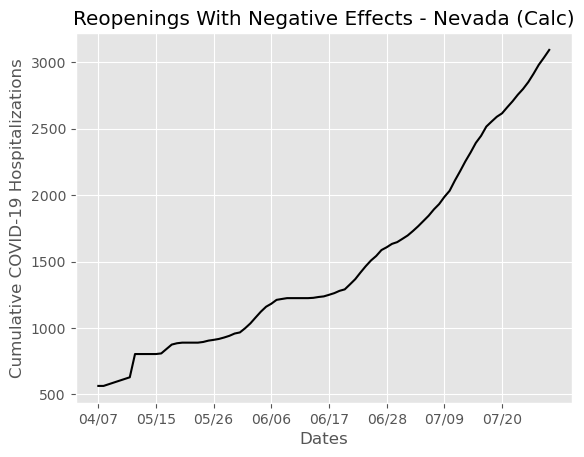 Reopenings With Negative Effects - Nevada (Calc)
Cumulative COVID-19 Hospitalizations
3000
2500
2000
1500
1000
500
04/07 05/15 05/26 06/06 06/17 06/28 07/09 07/20
Dates